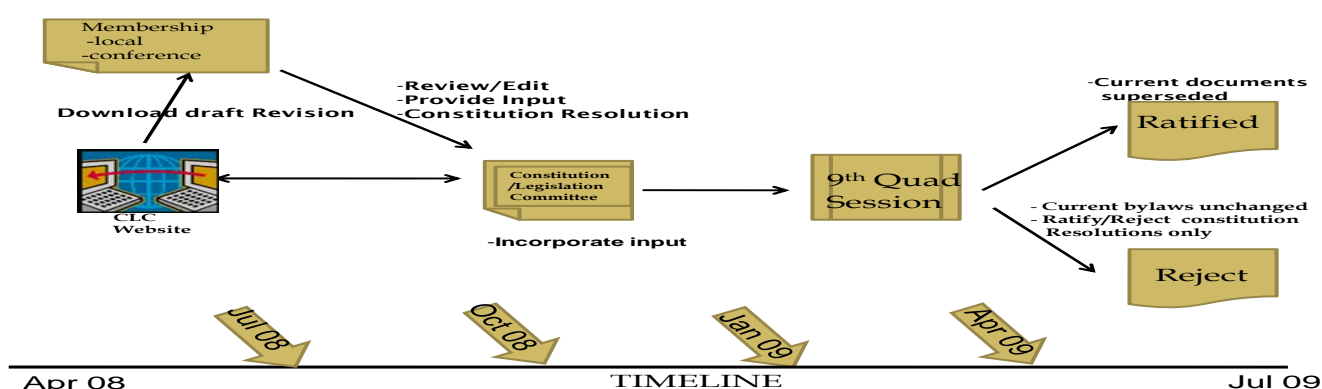 Membership
-local
-conference
Download draft Revision
CLC
Website
-Review/Edit
-Provide Input
-Constitution Resolution
Constitution
/Legislation
Committee
-Incorporate input
9th Quad
Session
-Current documents
superseded
Ratified
- Current bylaws unchanged
- Ratify/Reject constitution
Resolutions only
Reject
Jul 08
Oct 08
Jan 09
Apr 09
Apr 08
TIMELINE
Jul 09